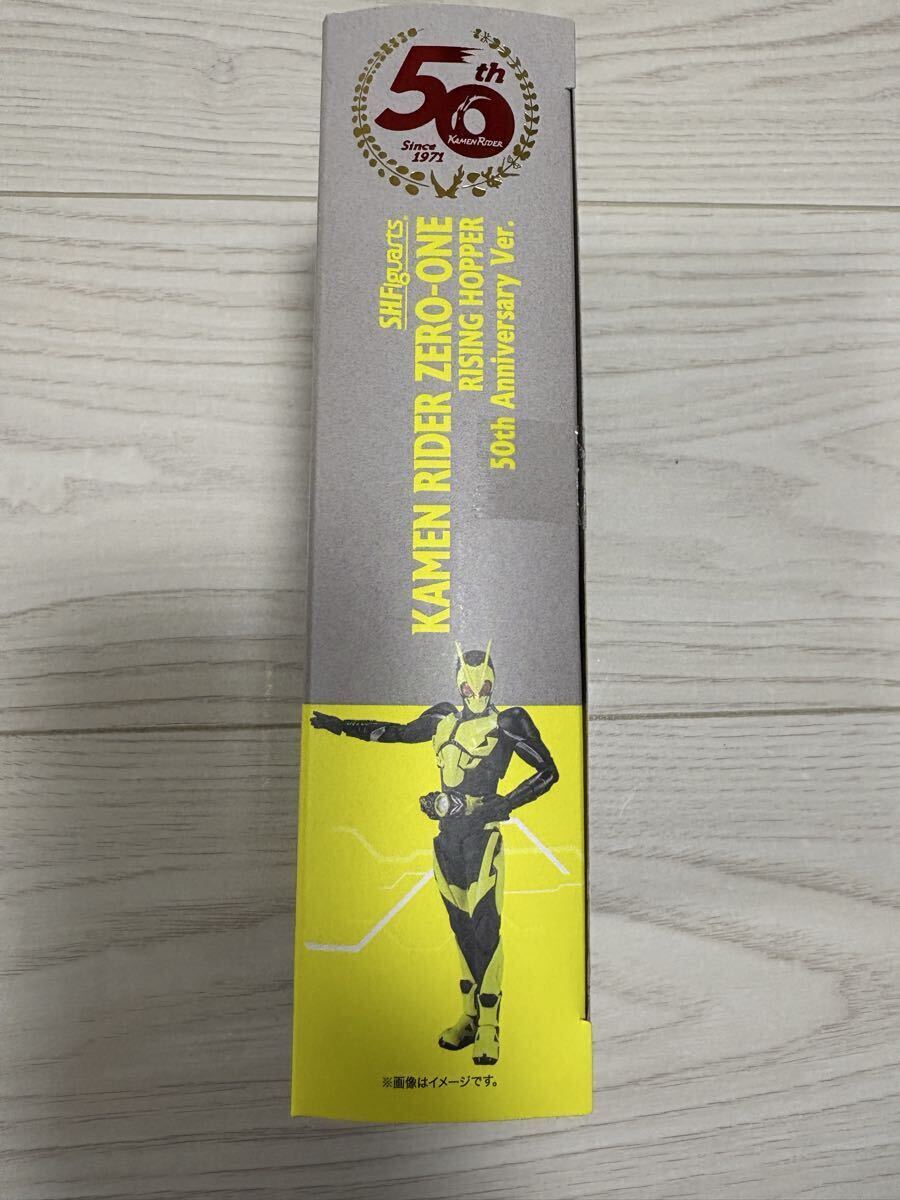 50th
KAMEN RIDER
Since
1971
S.H.Figuarts
KAMEN RIDER ZERO-ONE
RISING HOPPER
50th Anniversary Ver.
※画像はイメージです。